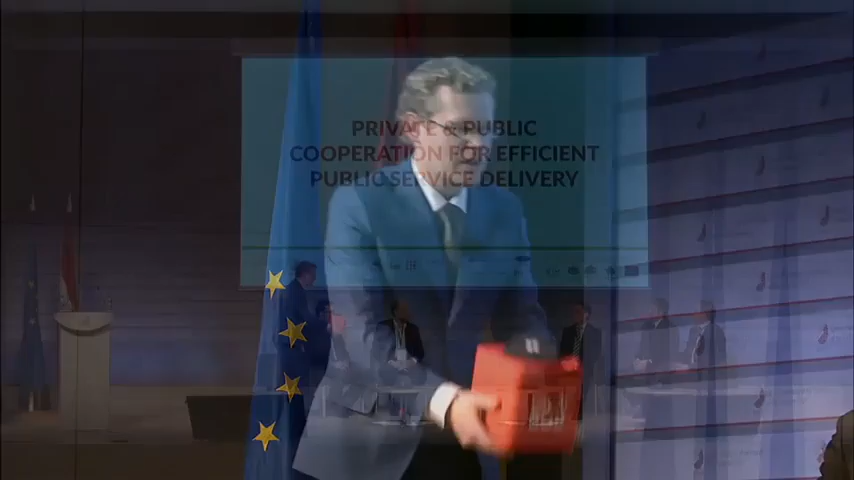 PRIVATE & PUBLIC
COOPERATION FOR EFFICIENT
PUBLIC SERVICE DELIVERY